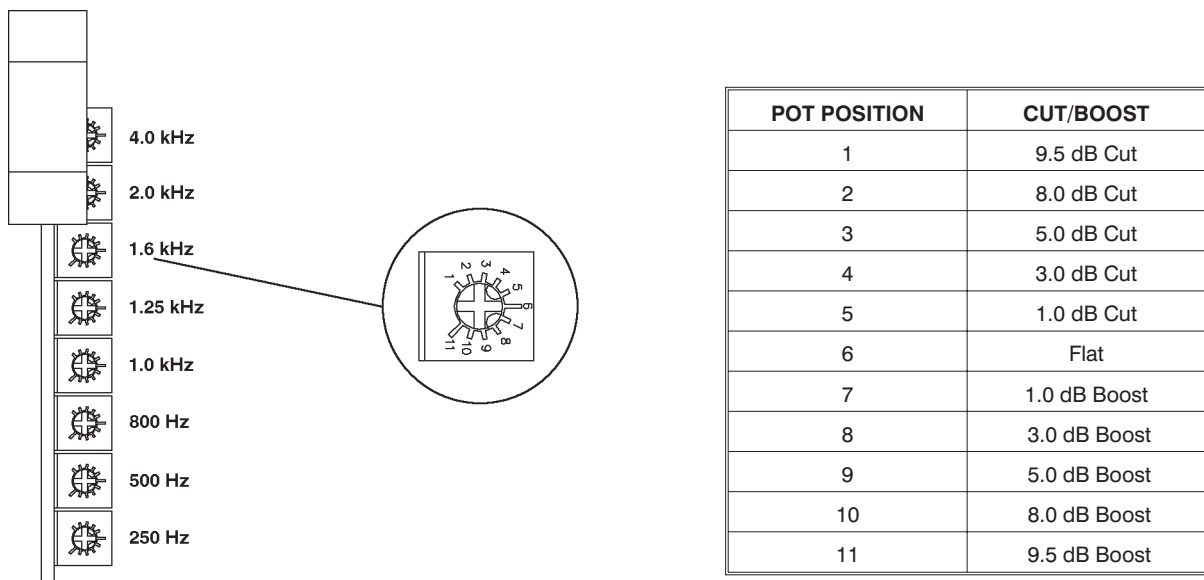 4.0 kHz
2.0 kHz
1.6 kHz
1.25 kHz
1.0 kHz
800 Hz
500 Hz
250 Hz
1
2
3
4
5
6
7
8
9
10
11
POT POSITION CUT/BOOST
1 9.5 dB Cut
2 8.0 dB Cut
3 5.0 dB Cut
4 3.0 dB Cut
5 1.0 dB Cut
6 Flat
7 1.0 dB Boost
8 3.0 dB Boost
9 5.0 dB Boost
10 8.0 dB Boost
11 9.5 dB Boost